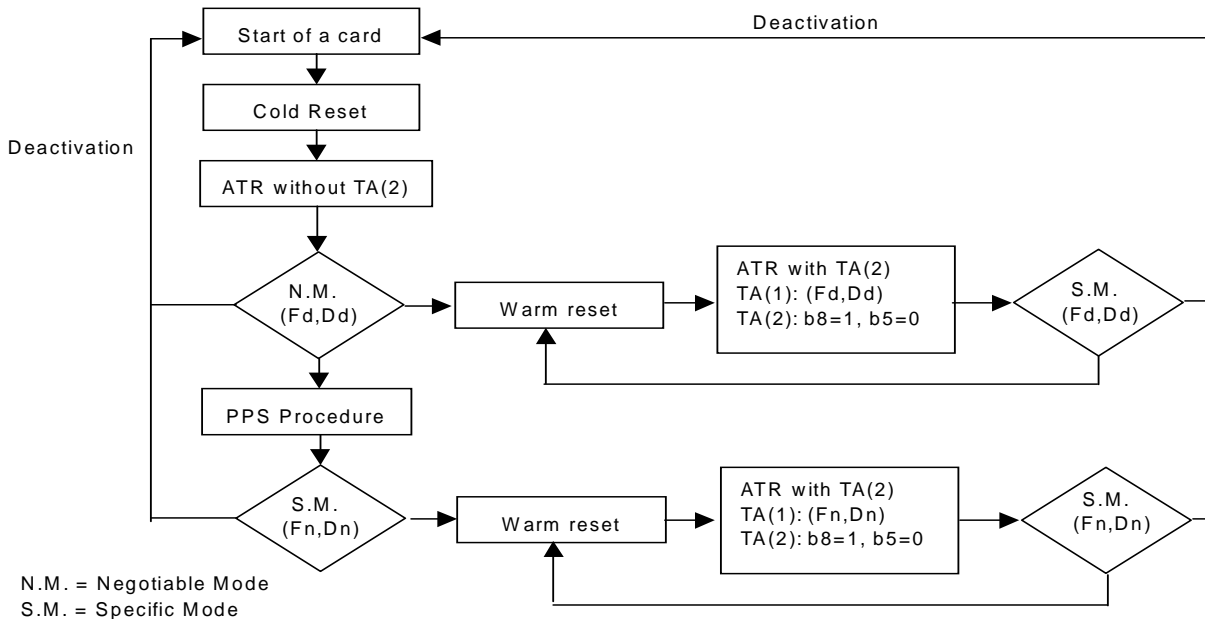 Deactivation
Start of a card
Cold Reset
Deactivation
ATR without TA(2)
N.M.
(Fd,Dd)
Warm reset
ATR with TA(2)
TA(1): (Fd,Dd)
TA(2): b8=1, b5=0
S.M.
(Fd,Dd)
PPS Procedure
S.M.
(Fn,Dn)
Warm reset
ATR with TA(2)
TA(1): (Fn,Dn)
TA(2): b8=1, b5=0
S.M.
(Fn,Dn)
N.M. = Negotiable Mode
S.M. = Specific Mode